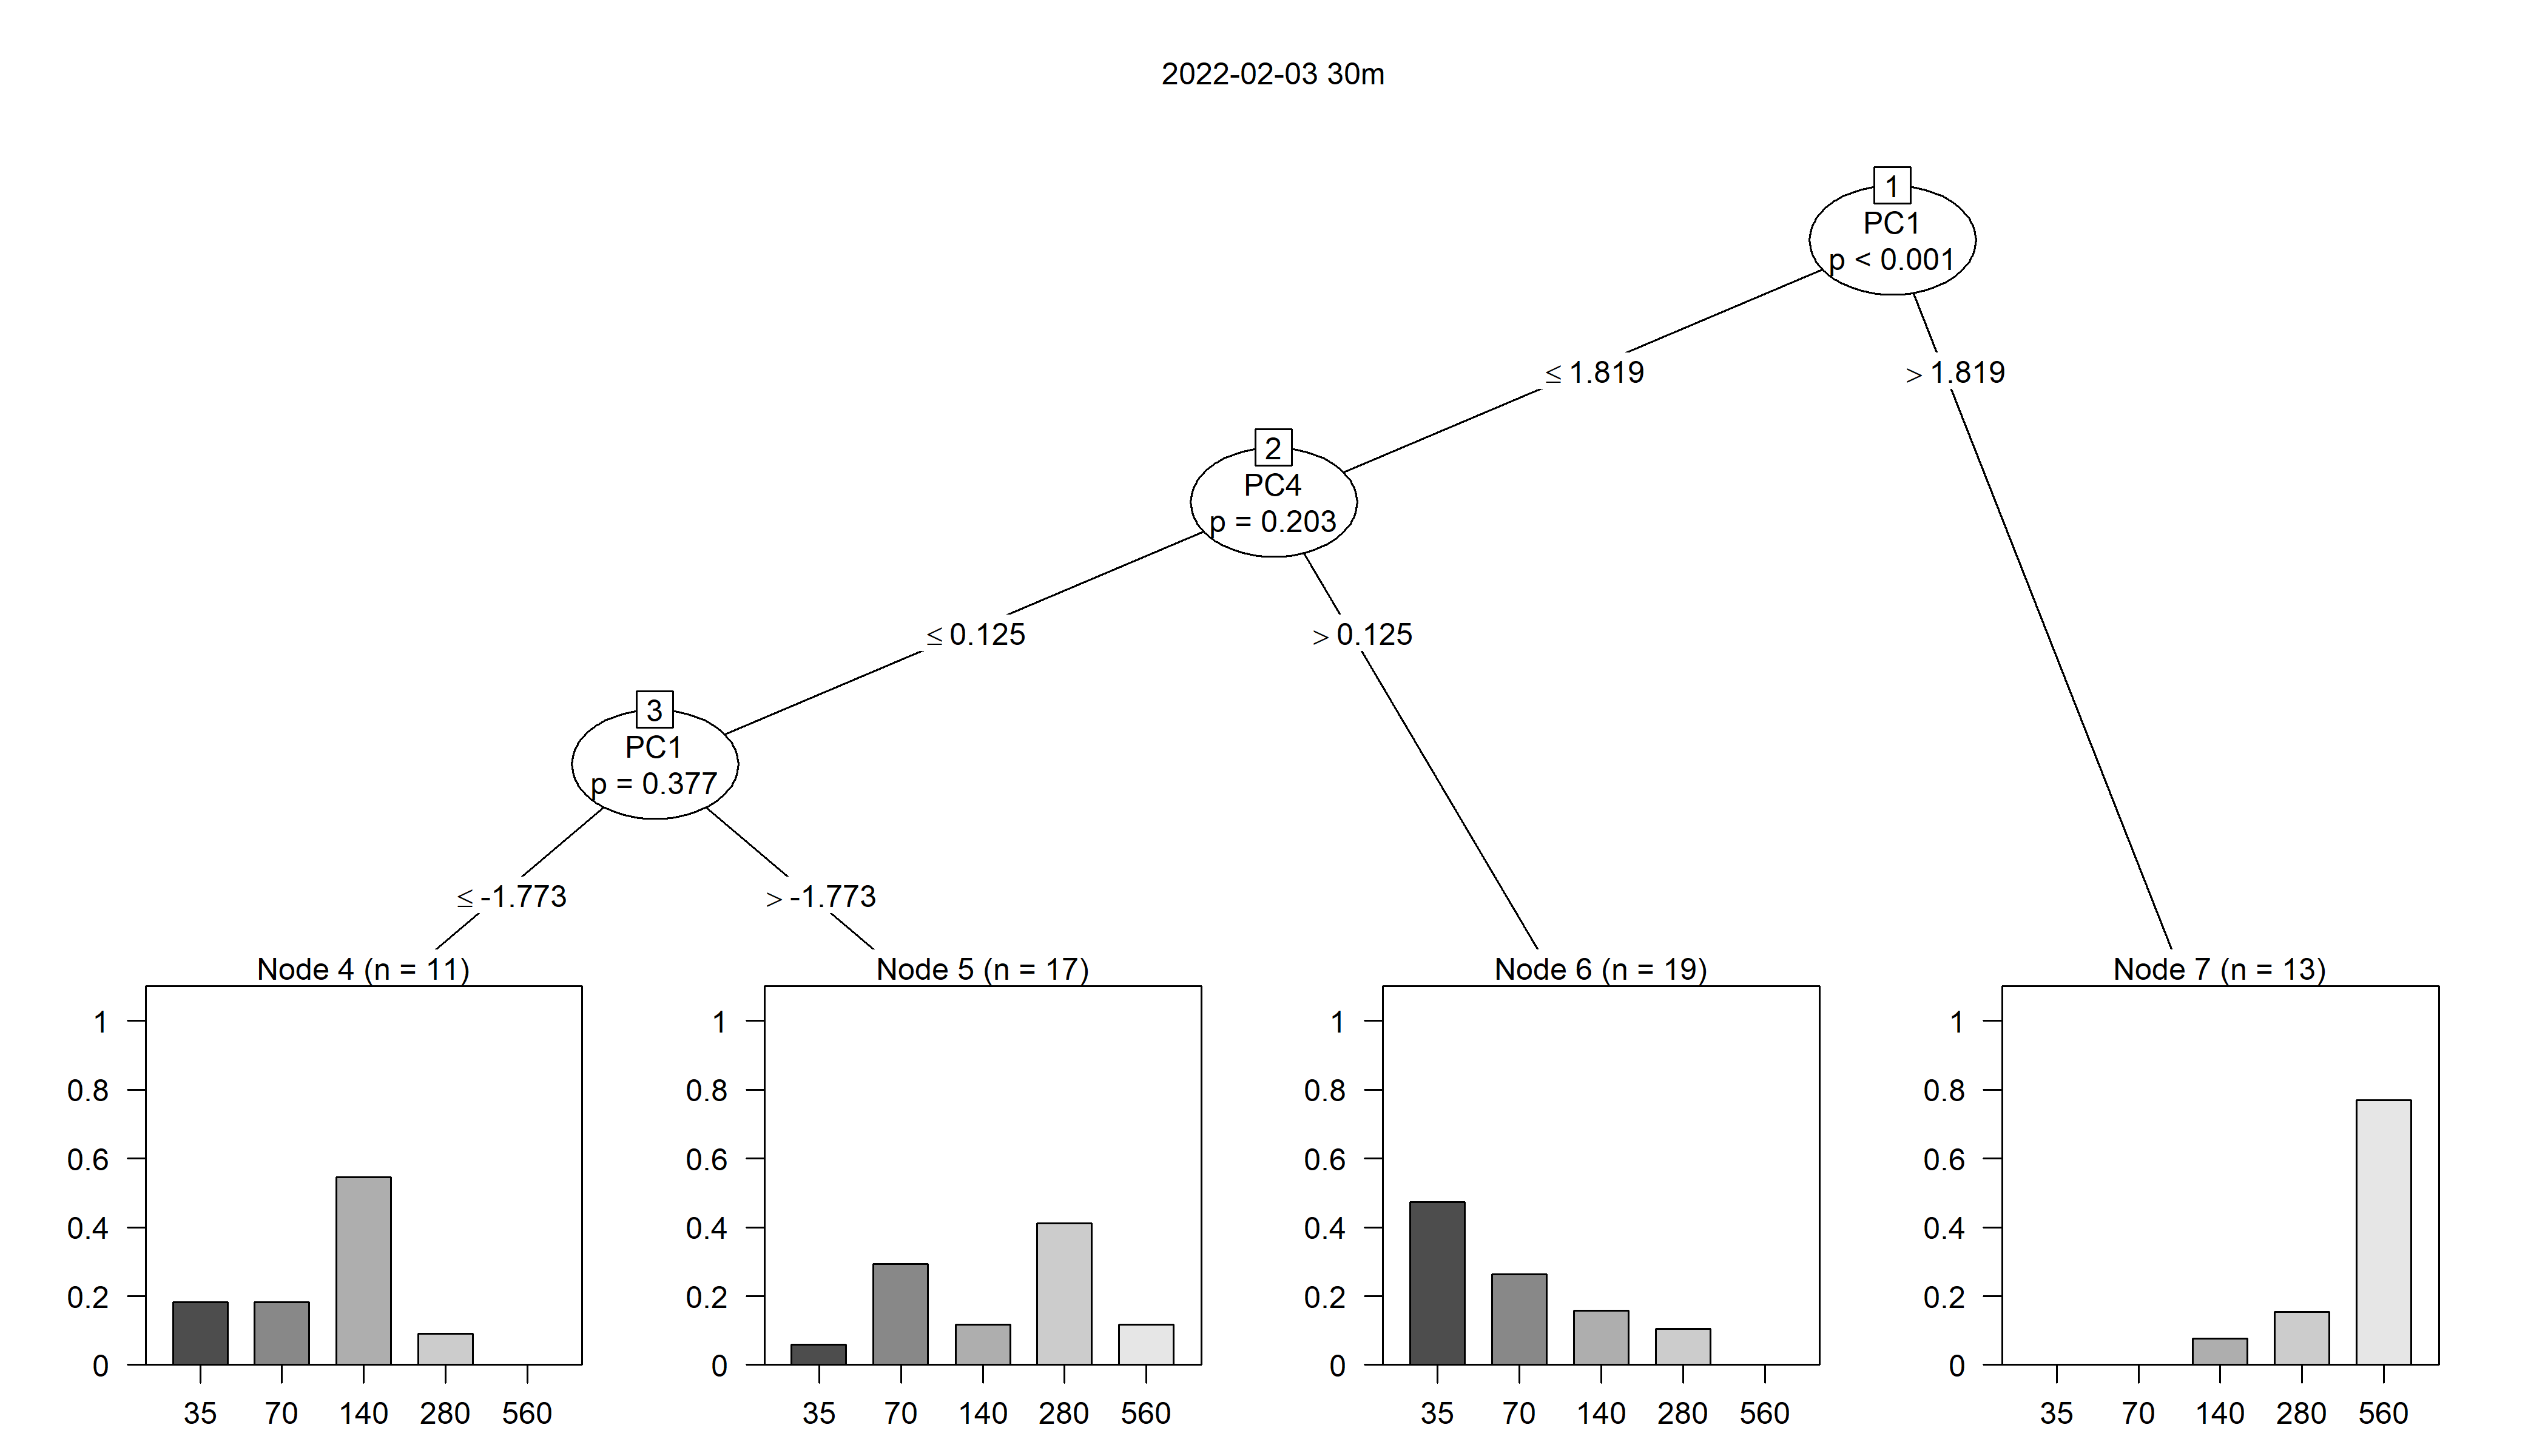 2022-02-03 30m
1
PC1
p < 0.001
≤ 1.819
> 1.819
2
PC4
p = 0.203
≤ 0.125
> 0.125
3
PC1
p = 0.377
≤ -1.773
> -1.773
Node 4 (n = 11)
1
0.8
0.6
0.4
0.2
0
35 70 140 280 560
Node 5 (n = 17)
1
0.8
0.6
0.4
0.2
0
35 70 140 280 560
Node 6 (n = 19)
1
0.8
0.6
0.4
0.2
0
35 70 140 280 560
Node 7 (n = 13)
1
0.8
0.6
0.4
0.2
0
35 70 140 280 560